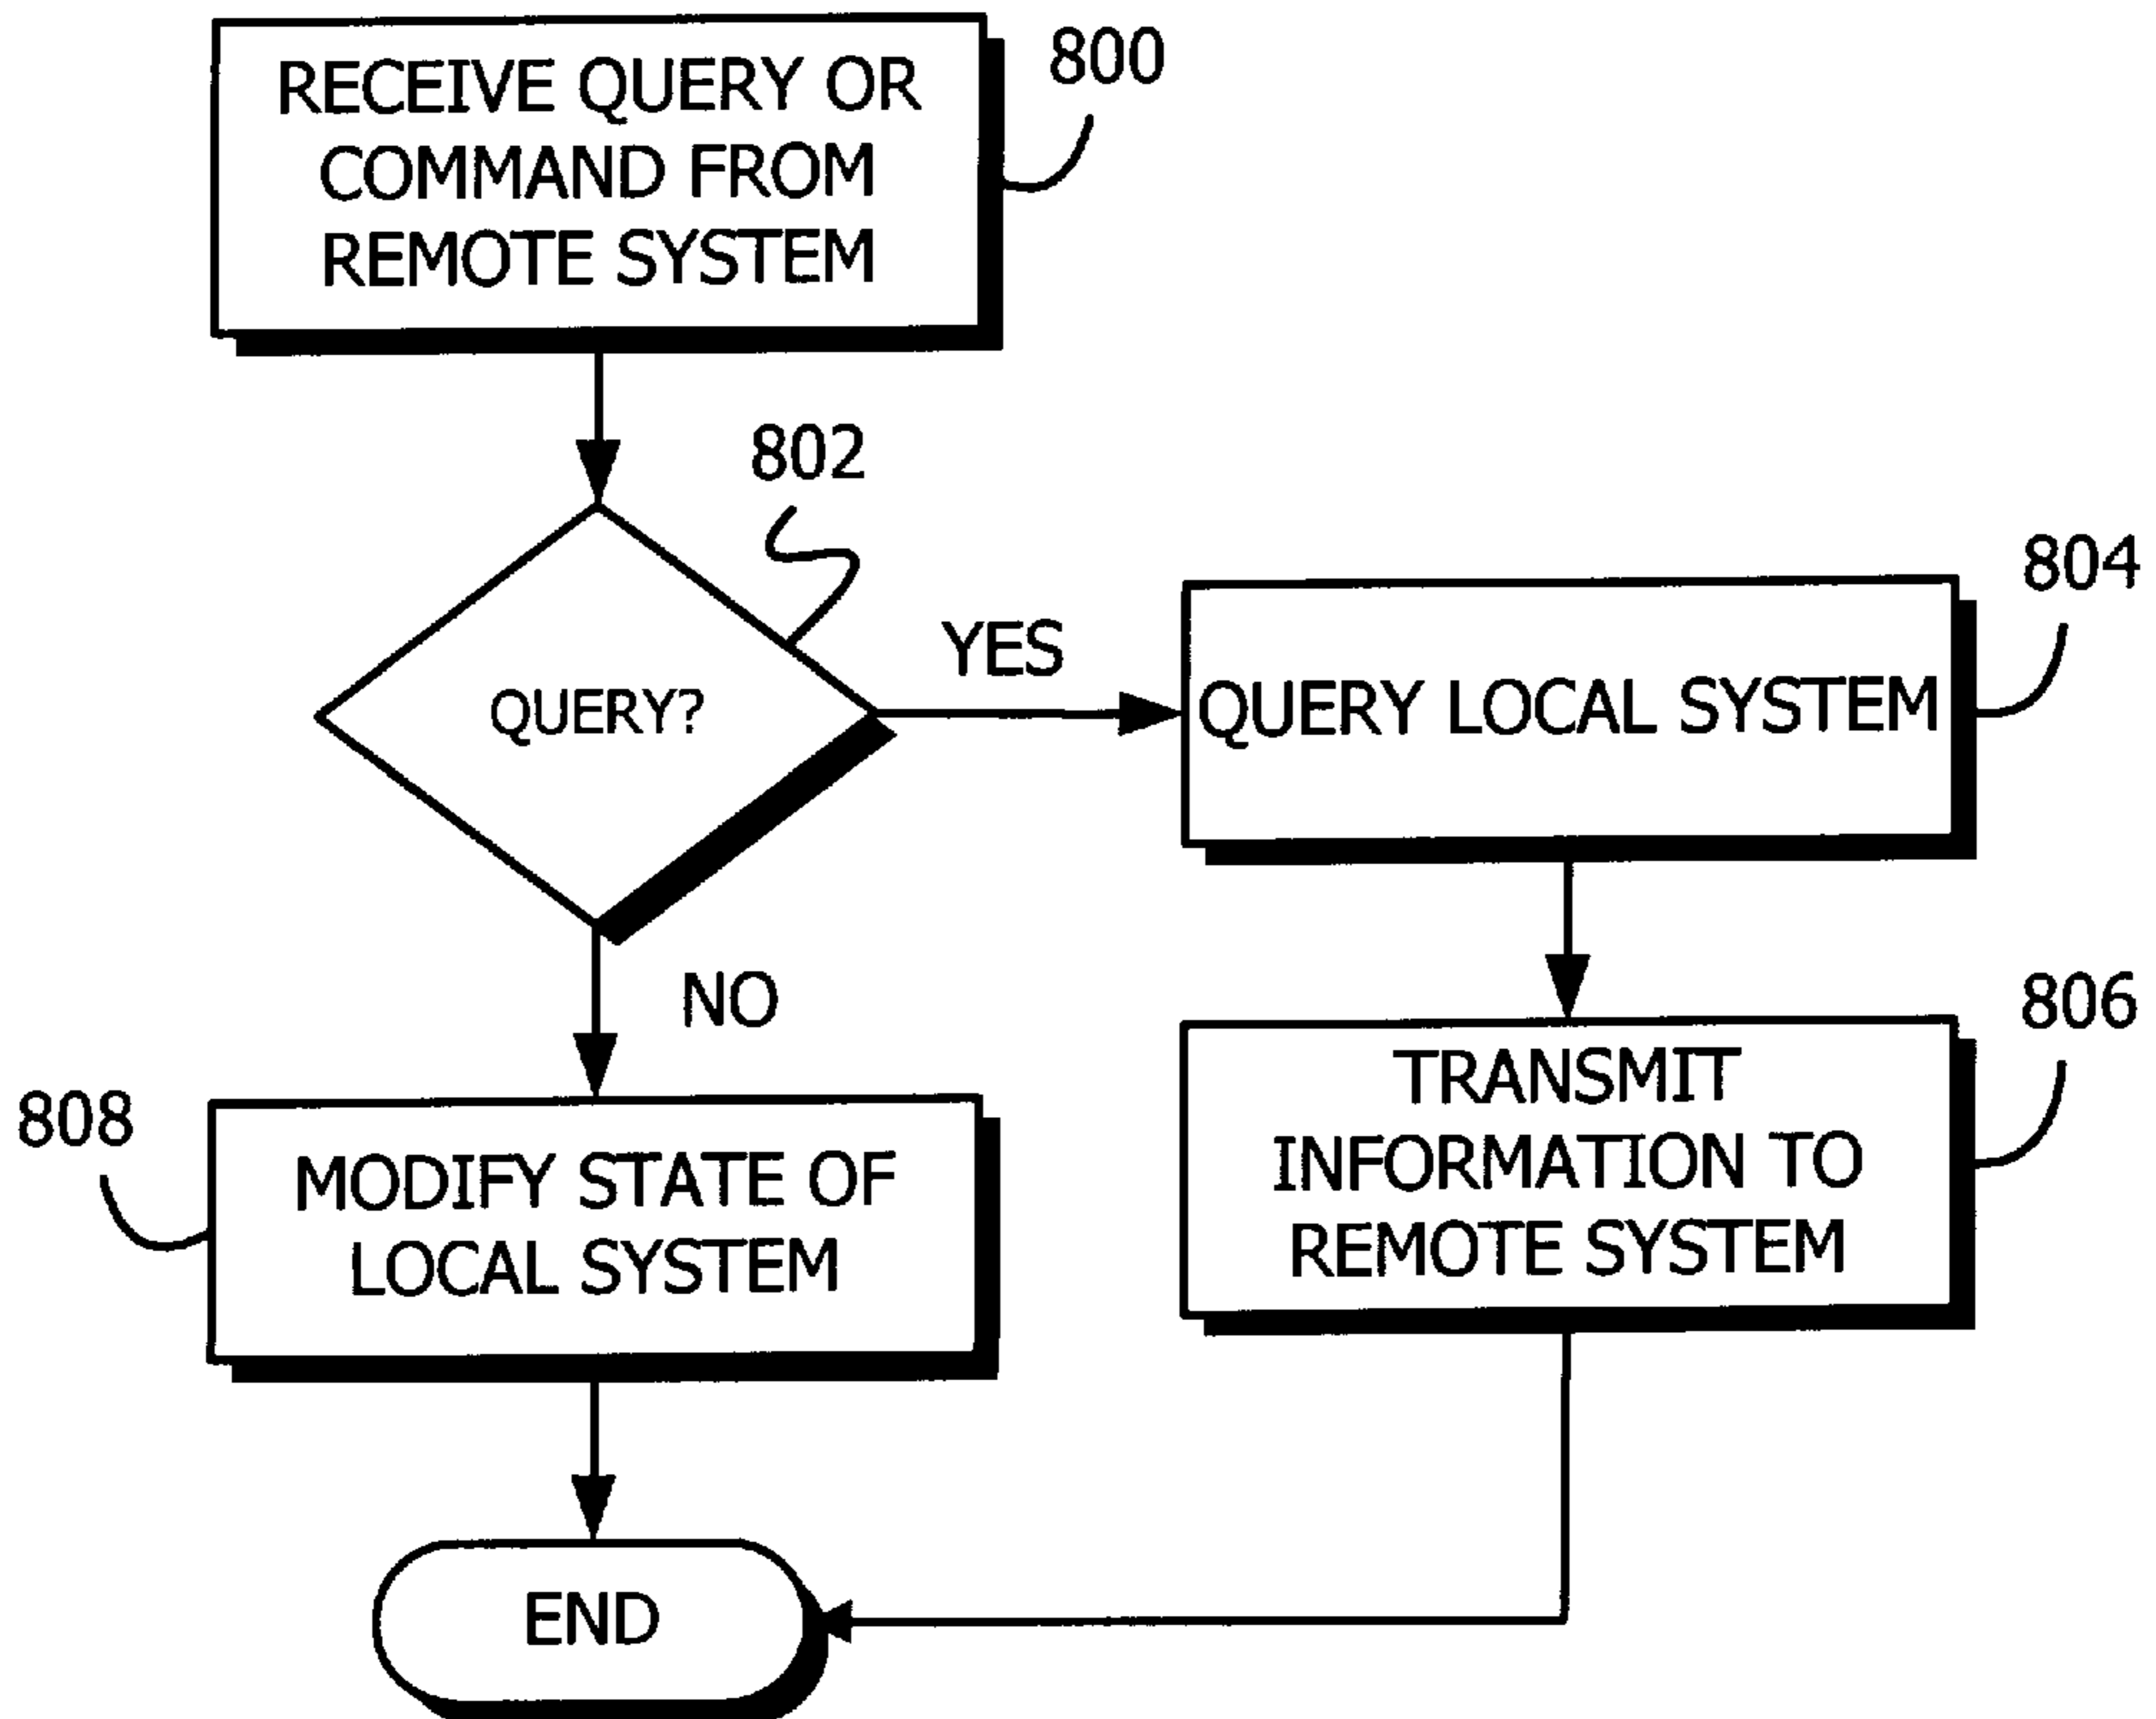 RECEIVE QUERY OR
COMMAND FROM
REMOTE SYSTEM
800
802
QUERY?
YES
804
QUERY LOCAL SYSTEM
NO
806
TRANSMIT
INFORMATION TO
REMOTE SYSTEM
808
MODIFY STATE OF
LOCAL SYSTEM
END